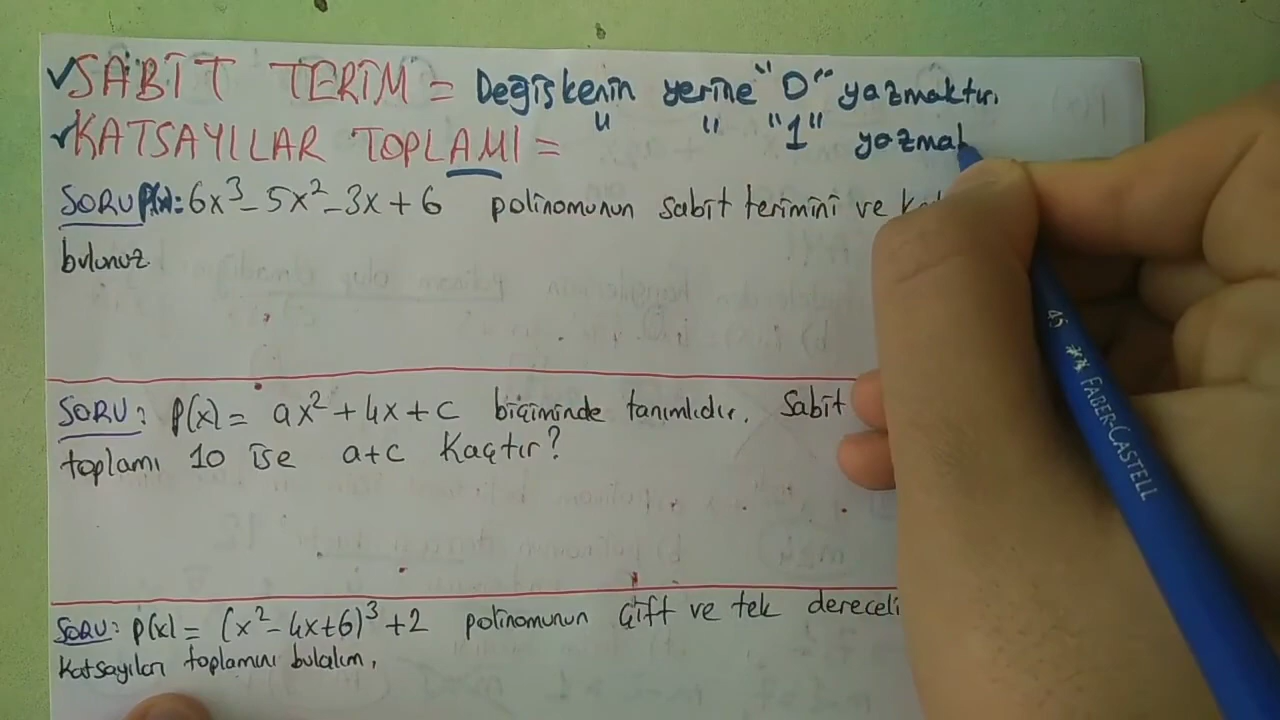 ✓SABİT TERİM = Değişkenin yerine "0" yazmaktır.
✓KATSAYILAR TOPLAMI = " " "1" yazmak
SORU P(x): 6x³-5x²-3x+6 polinomunun sabit terimini ve
bulunuz
SORU: P(x)= ax²+4x+c biçiminde tanımlıdır. Sabit
toplamı 10 ise a+c Kaçtır?
SORU: P(x)= (x²-4x+6)³+2 polinomunun Çift ve tek dereceli
Katsayıları toplamını bulalım.
45 ** FABER-CASTELL